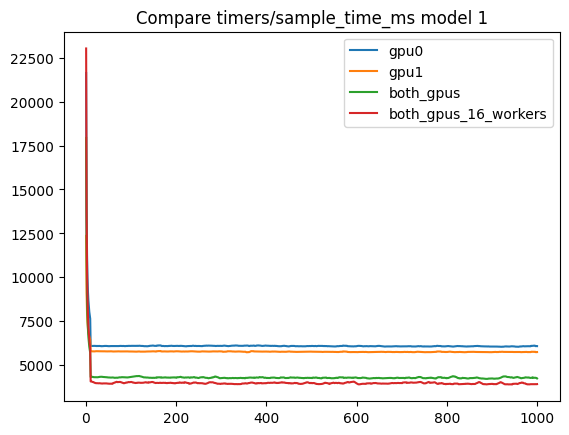 Compare timers/sample_time_ms model 1
gpu0
gpu1
both_gpus
both_gpus_16_workers
22500
20000
17500
15000
12500
10000
7500
5000
0 200 400 600 800 1000